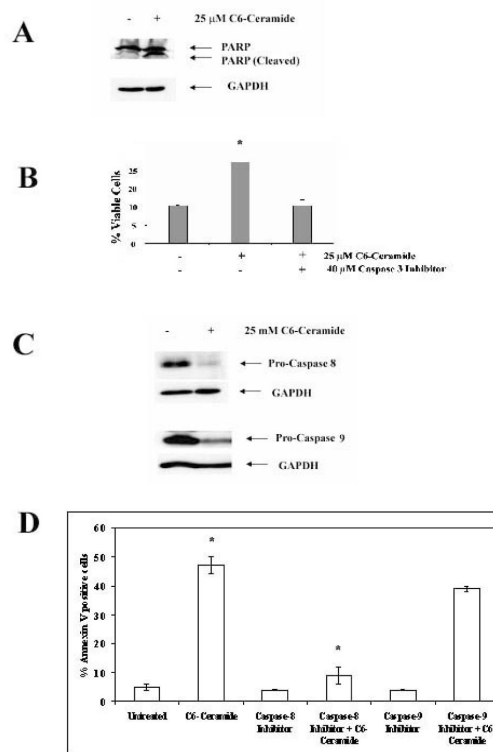 A
- + 25 µM C6-Ceramide
PARP
PARP (Cleaved)
GAPDH
B
% Viable Cells
25
20
15
10
5
0
*
- + + 25 µM C6-Ceramide
- - + 40 µM Caspase 3 Inhibitor
C
- + 25 mM C6-Ceramide
Pro-Caspase 8
GAPDH
Pro-Caspase 9
GAPDH
D
% Annexin V positive cells
60
50
40
30
20
10
0
*
*
Untreated
C6-Ceramide
Caspase-8 Inhibitor
Caspase-8 Inhibitor + C6-Ceramide
Caspase-9 Inhibitor
Caspase-9 Inhibitor + C6-Ceramide